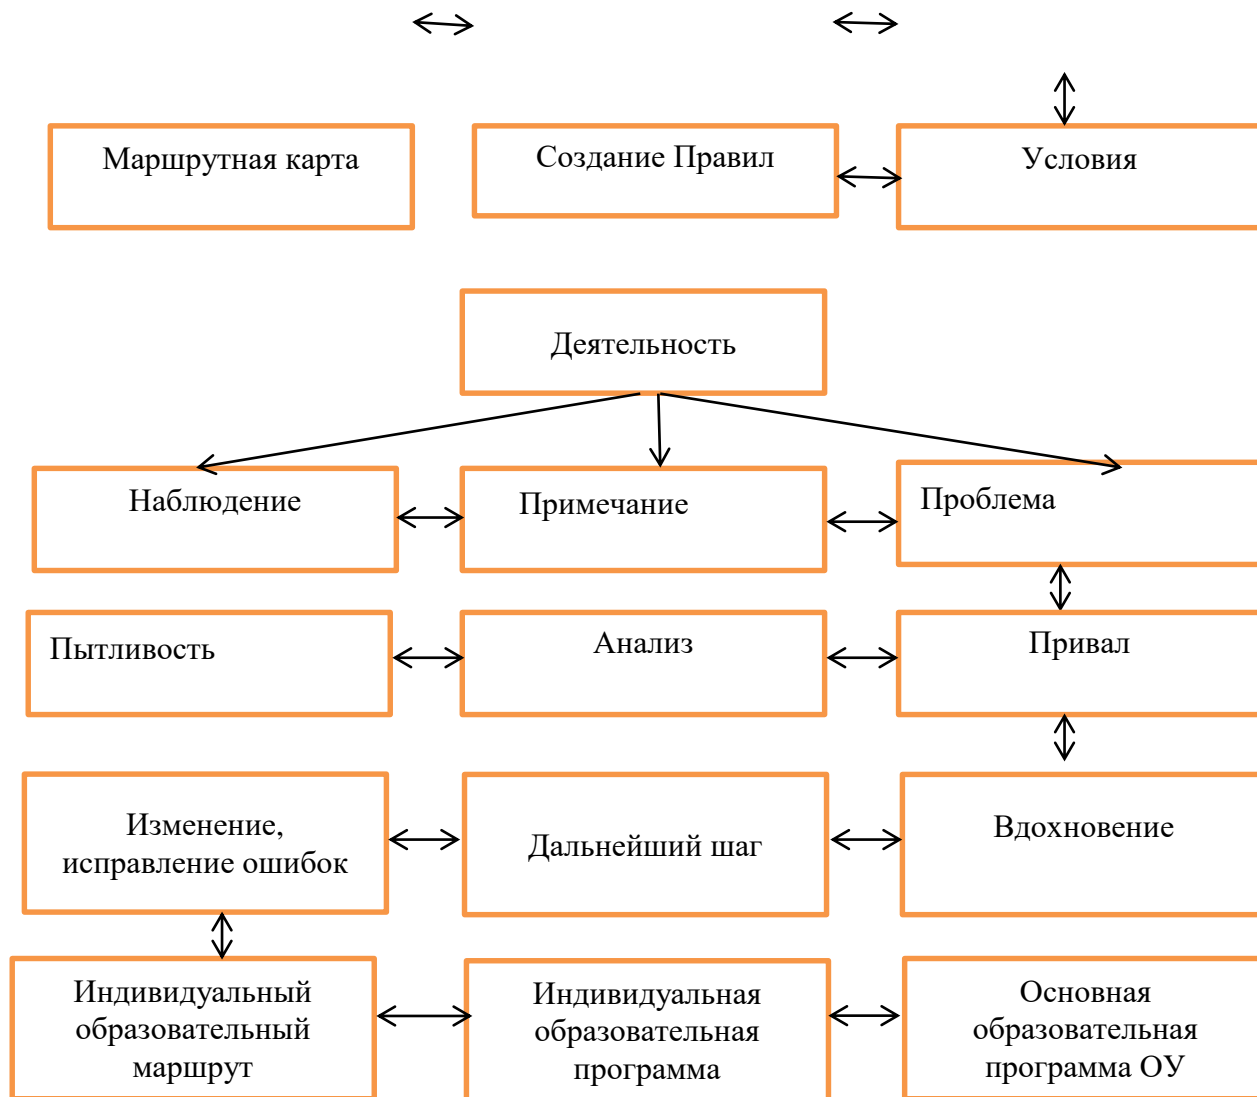 Маршрутная карта
Создание Правил
Условия
Деятельность
Наблюдение
Примечание
Проблема
Пытливость
Анализ
Привал
Изменение,
исправление ошибок
Дальнейший шаг
Вдохновение
Индивидуальный
образовательный
маршрут
Индивидуальная
образовательная
программа
Основная
образовательная
программа ОУ